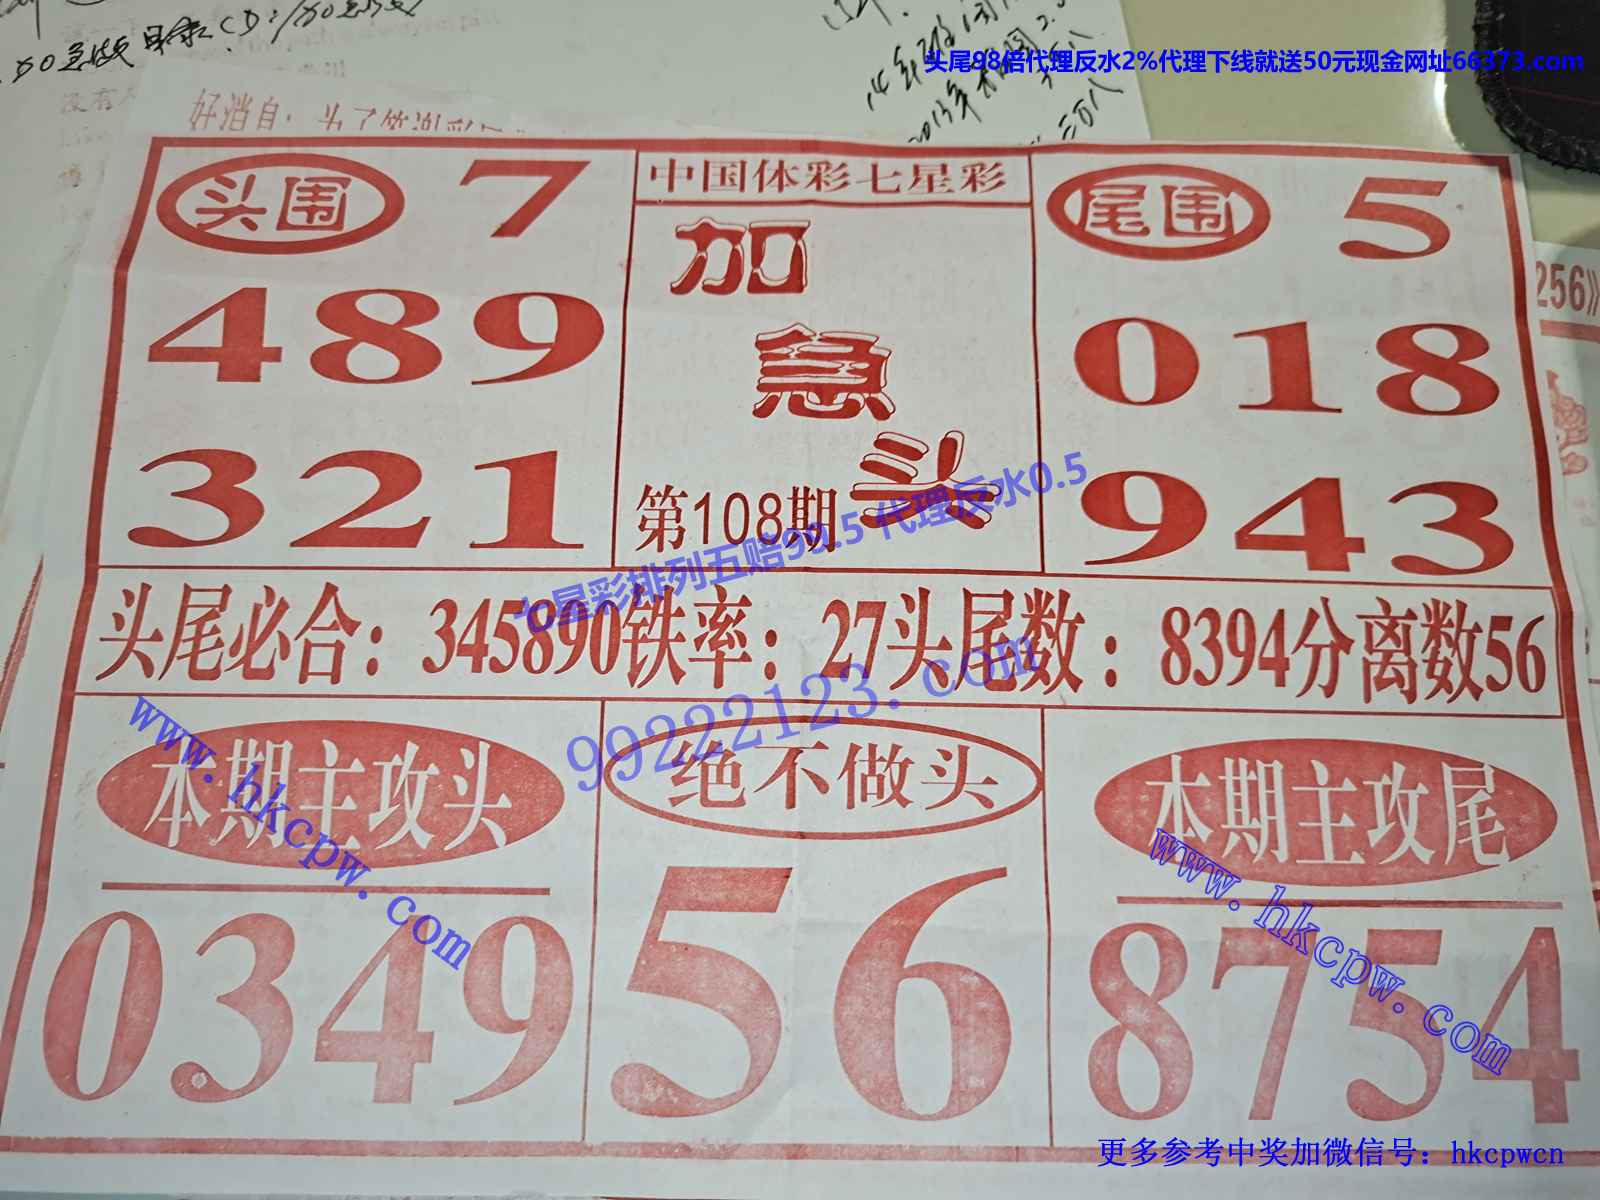 头尾98倍代理反水2%代理下线就送50元现金网址66373.com
头围 7
489
321
中国体彩七星彩
加
急
头
第108期
尾围 5
018
943
256》
七星彩排列五赔98.5 代理反水0.5
头尾必合：345890铁率：27头尾数：8394分离数56
99222123.com
www.hkcpw.com
本期主攻头
0349
绝不做头
56
本期主攻尾
8754
www.hkcpw.com
更多参考中奖加微信号：hkcpwcn